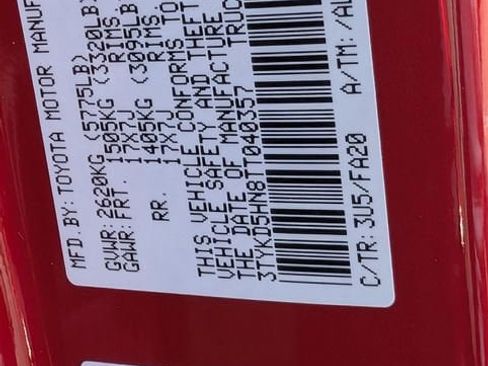 MFD.BY:TOYOTA MOTOR MANUF
GVWR:2620KG (5775LB)
GAWR:FRT. 1505KG (3320LB)
17X7J RIMS
RR. 1405KG (3095LB
17X7J RIMS
THIS VEHICLE CONFORMS TO
VEHICLE SAFETY AND THEFT
THE DATE OF MANUFACTURE
TRUC
3TYKD5HN8TT040357
C/TR:3U5/FA20 A/TM:/AL